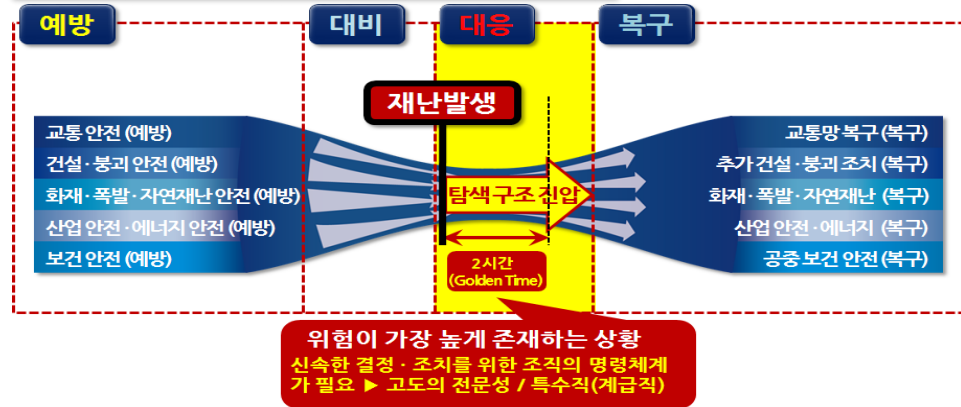 예방
대비
대응
복구
재난발생
교통 안전 (예방)
건설·붕괴 안전 (예방)
화재·폭발·자연재난 안전 (예방)
산업 안전·에너지 안전 (예방)
보건 안전 (예방)
탐색구조진압
2시간
(Golden Time)
교통망 복구 (복구)
추가 건설·붕괴 조치 (복구)
화재·폭발·자연재난 (복구)
산업 안전·에너지 (복구)
공중 보건 안전 (복구)
위험이 가장 높게 존재하는 상황
신속한 결정·조치를 위한 조직의 명령체계
가 필요 ▶ 고도의 전문성 / 특수직(계급직)